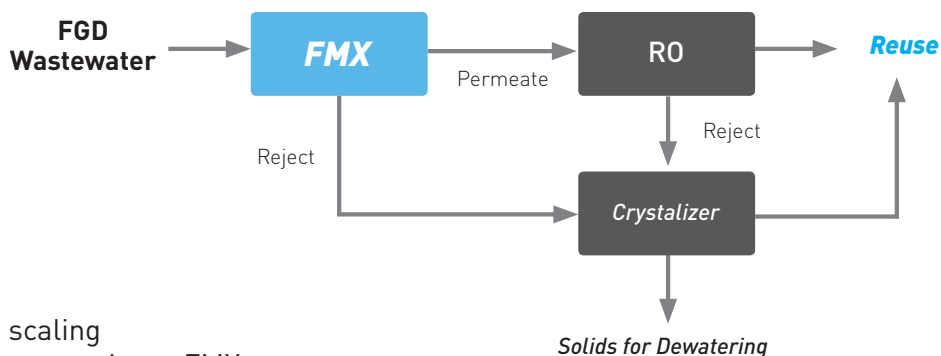 FGD
Wastewater
FMX
Permeate
RO
Reuse
Reject
Reject
Crystalizer
scaling
Solids for Dewatering